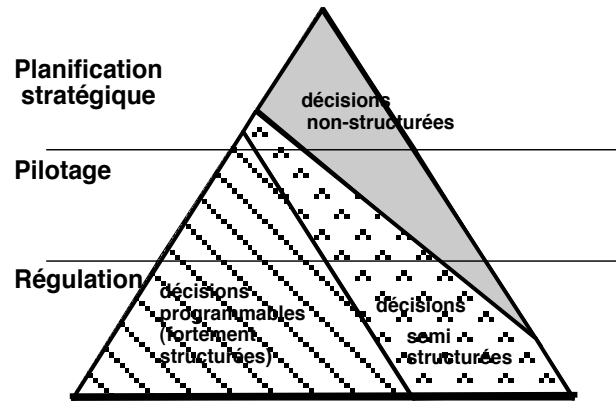 Planification
stratégique
décisions
non-structurées
Pilotage
Régulation
décisions
programmables
(fortement
structurées)
décisions
semi
structurées